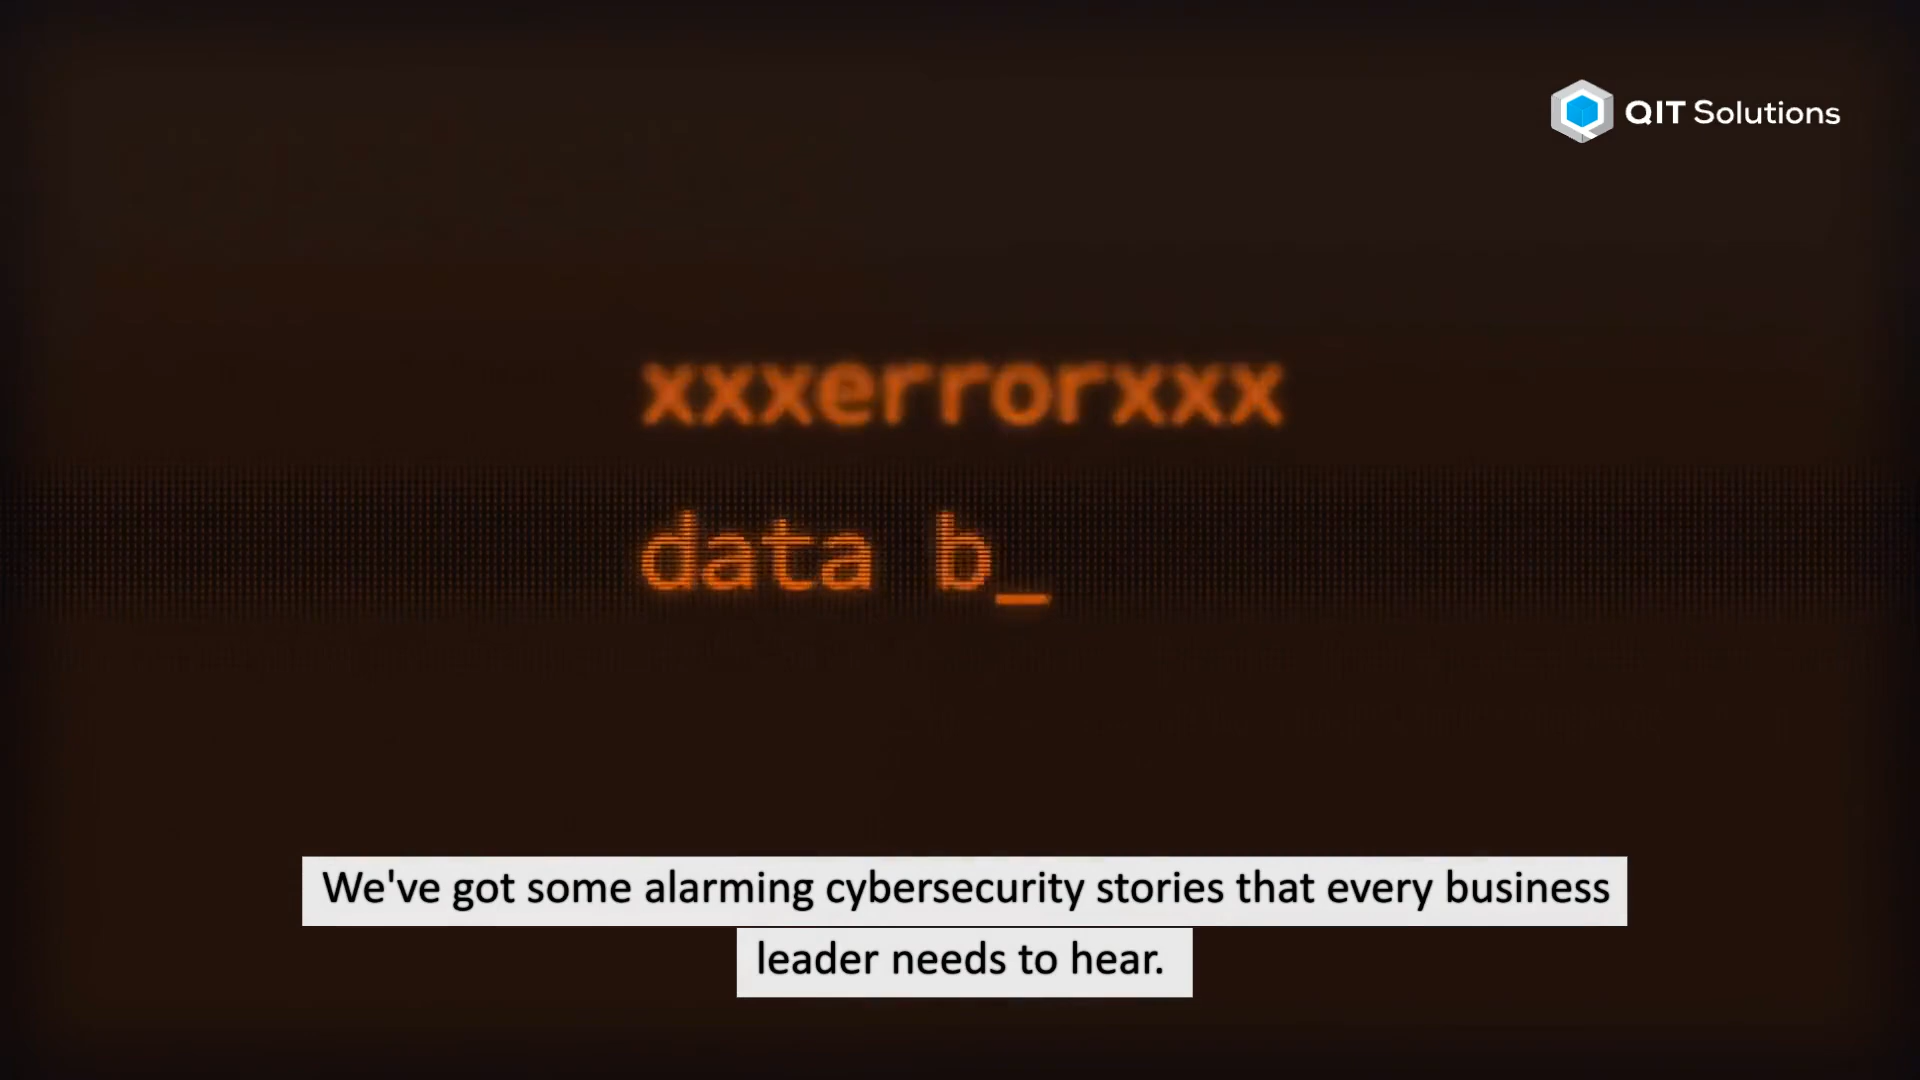 QIT Solutions
xxxerrorxxx
data b_
We've got some alarming cybersecurity stories that every business
leader needs to hear.